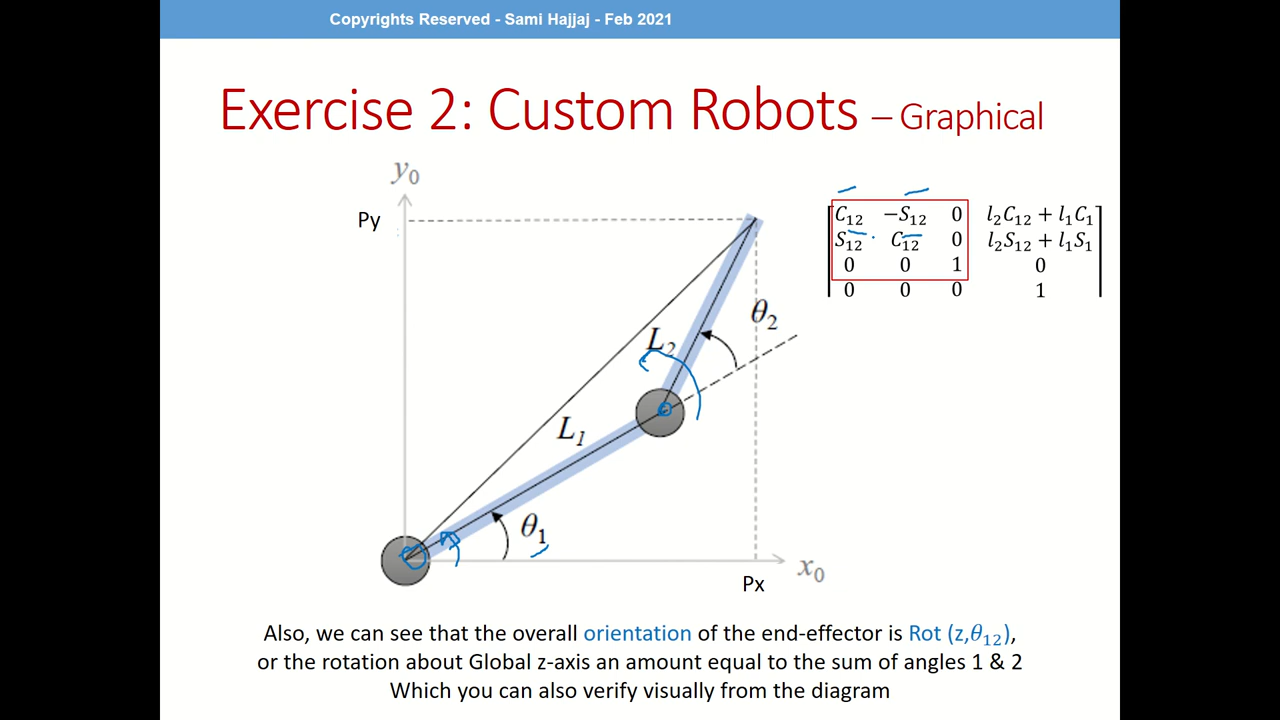 Copyrights Reserved - Sami Hajjaj - Feb 2021
Exercise 2: Custom Robots – Graphical
y₀
Py
C₁₂ −S₁₂ 0 l₂C₁₂ + l₁C₁
S₁₂ C₁₂ 0 l₂S₁₂ + l₁S₁
0 0 1 0
0 0 0 1
θ₂
L₂
L₁
θ₁
x₀
Px
Also, we can see that the overall orientation of the end-effector is Rot (z,θ₁₂),
or the rotation about Global z-axis an amount equal to the sum of angles 1 & 2
Which you can also verify visually from the diagram